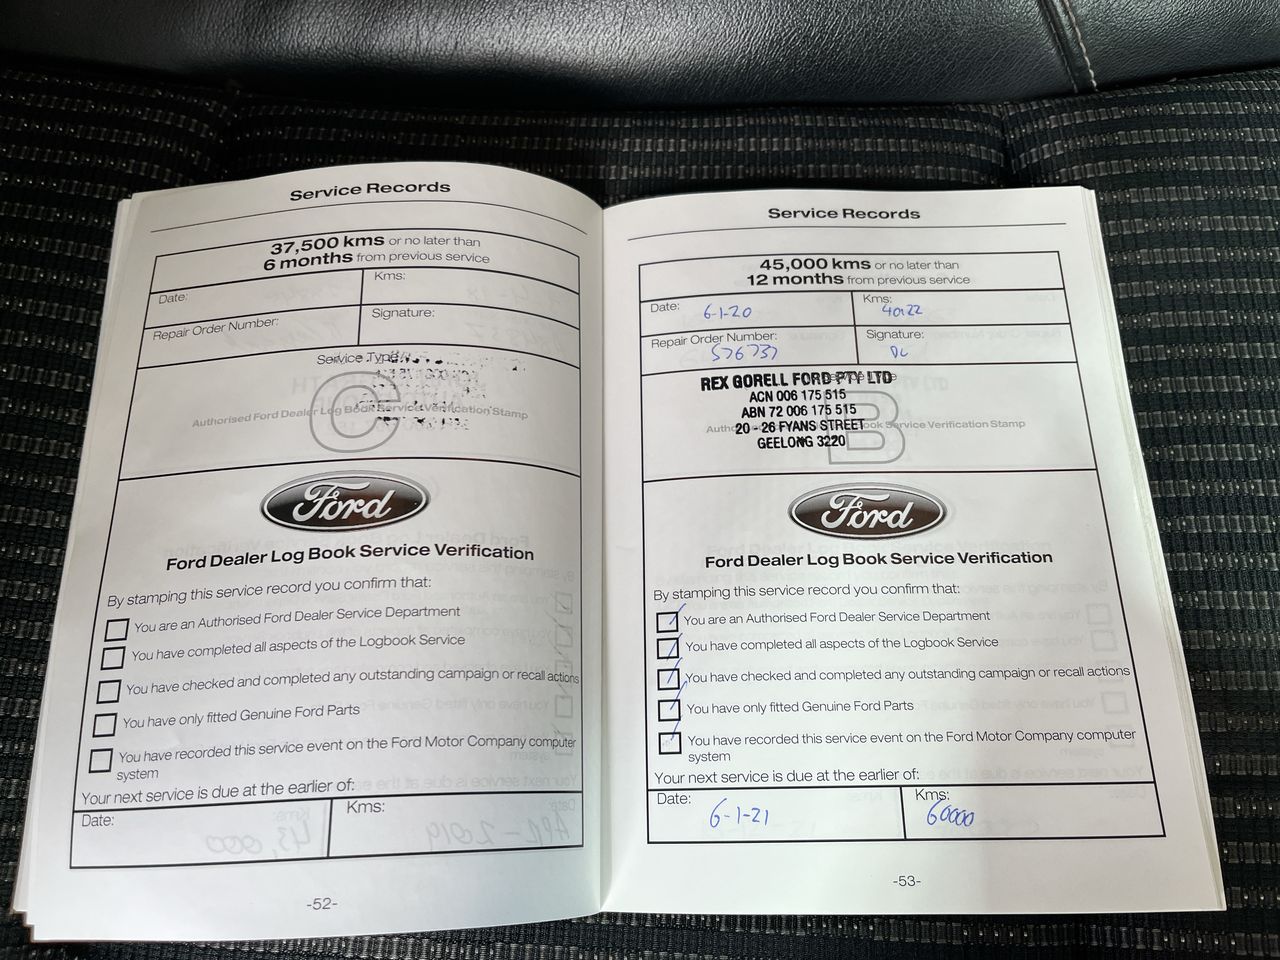 Service Records
37,500 kms or no later than
6 months from previous service
Date:
Kms:
Repair Order Number:
Signature:
Service Type
C
Authorised Ford Dealer Log Book Service Verification Stamp
Ford
Ford Dealer Log Book Service Verification
By stamping this service record you confirm that:
You are an Authorised Ford Dealer Service Department
You have completed all aspects of the Logbook Service
You have checked and completed any outstanding campaign or recall actions
You have only fitted Genuine Ford Parts
You have recorded this service event on the Ford Motor Company computer
system
Your next service is due at the earlier of:
Date:
Kms:
-52-
Service Records
45,000 kms or no later than
12 months from previous service
Date: 6-1-20
Kms:
Repair Order Number:
576737
Signature:
DC
REX GORELL FORD PTY LTD
ACN 006 175 515
ABN 72 006 175 515
20 - 26 FYANS STREET
GEELONG 3220
B
Book Service Verification Stamp
Ford
Ford Dealer Log Book Service Verification
By stamping this service record you confirm that:
You are an Authorised Ford Dealer Service Department
You have completed all aspects of the Logbook Service
You have checked and completed any outstanding campaign or recall actions
You have only fitted Genuine Ford Parts
You have recorded this service event on the Ford Motor Company computer
system
Your next service is due at the earlier of:
Date: 6-1-21
Kms: 60000
-53-